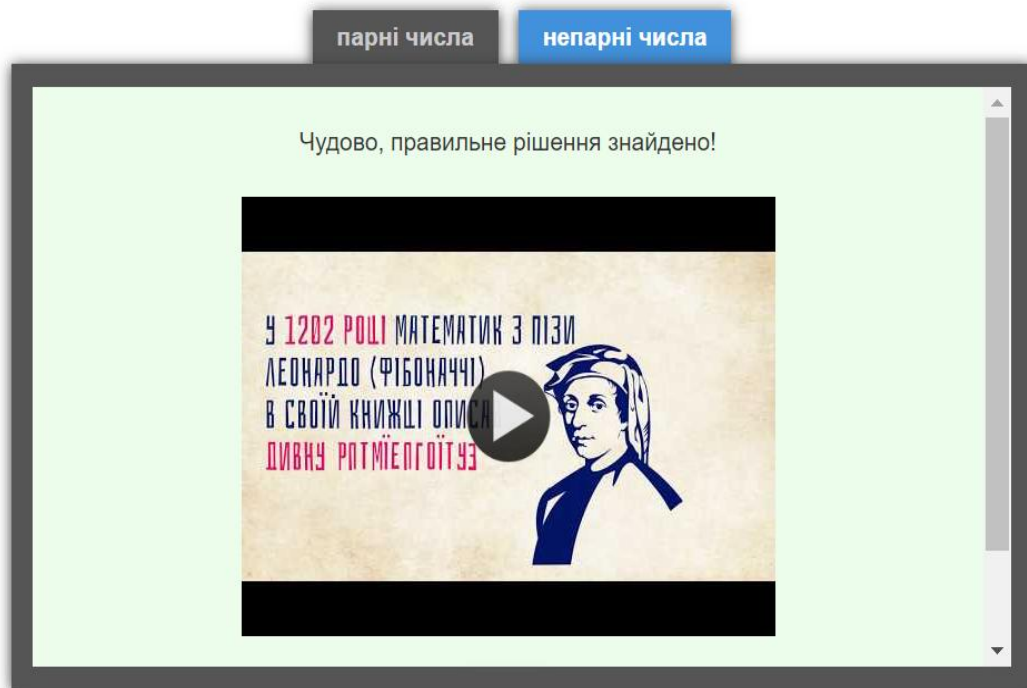 парні числа
непарні числа
Чудово, правильне рішення знайдено!
У 1202 РОЦІ МАТЕМАТИК З ПІЗИ
ЛЕОНАРДО (ФІБОНАЧЧІ)
В СВОЇЙ КНИЖЦІ
ДИВНУ